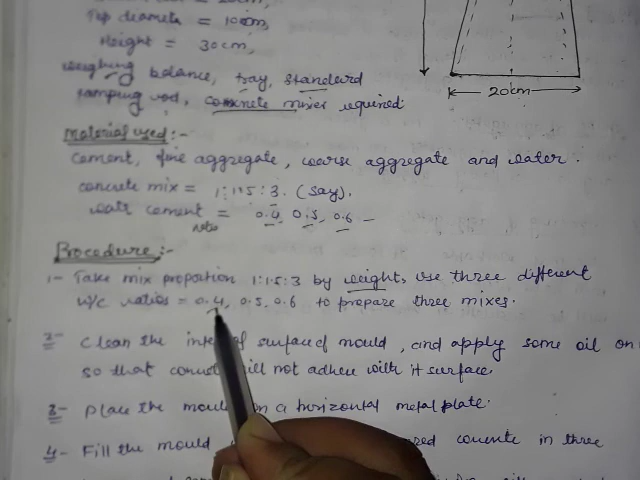 Top diameter = 10cm,
Height = 30cm,
weighing balance, tray, standard
tamping rod, concrete mixer required.
20cm
Material used:-
Cement, fine aggregate, coarse aggregate and water.
concrete mix = 1:1.5:3. (say).
water cement = 0.4, 0.5, 0.6 -
ratio
Procedure:-
1- Take mix proportion 1:1.5:3 by weight, use three different
w/c ratios = 0.4, 0.5, 0.6 to prepare three mixes.
2- Clean the surface of mould, and apply some oil on
so that will not adhere with it surface.
3- Place the on a horizontal metal plate.
4- Fill the mould concrete in three